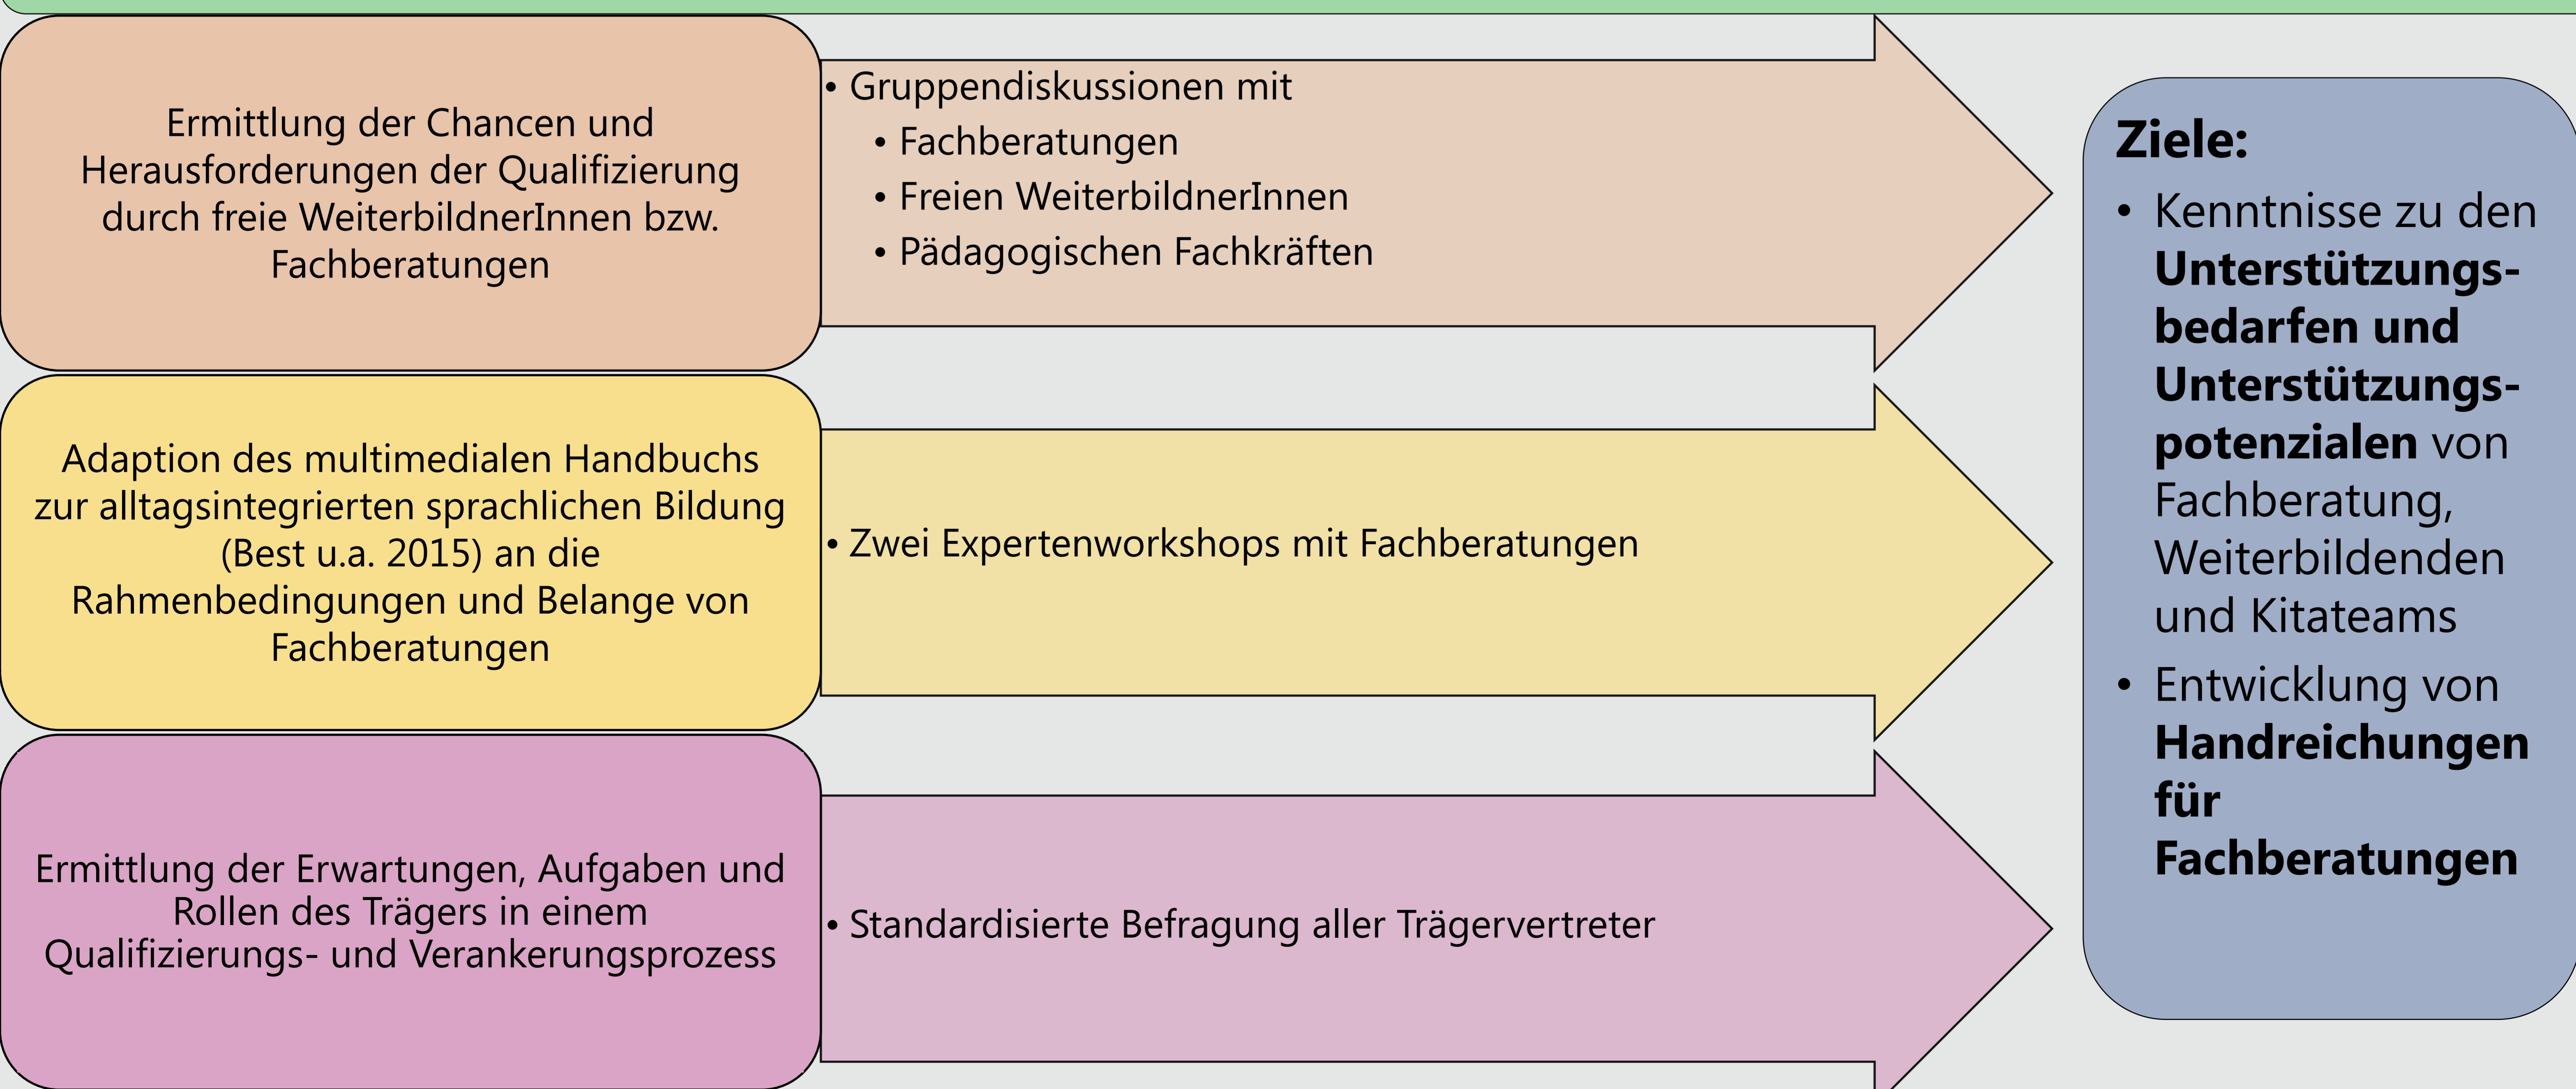 Ermittlung der Chancen und
Herausforderungen der Qualifizierung
durch freie WeiterbildnerInnen bzw.
Fachberatungen
• Gruppendiskussionen mit
• Fachberatungen
• Freien WeiterbildnerInnen
• Pädagogischen Fachkräften
Adaption des multimedialen Handbuchs
zur alltagsintegrierten sprachlichen Bildung
(Best u.a. 2015) an die
Rahmenbedingungen und Belange von
Fachberatungen
• Zwei Expertenworkshops mit Fachberatungen
Ermittlung der Erwartungen, Aufgaben und
Rollen des Trägers in einem
Qualifizierungs- und Verankerungsprozess
• Standardisierte Befragung aller Trägervertreter
Ziele:
• Kenntnisse zu den
Unterstützungs-
bedarfen und
Unterstützungs-
potenzialen von
Fachberatung,
Weiterbildenden
und Kitateams
• Entwicklung von
Handreichungen
für
Fachberatungen